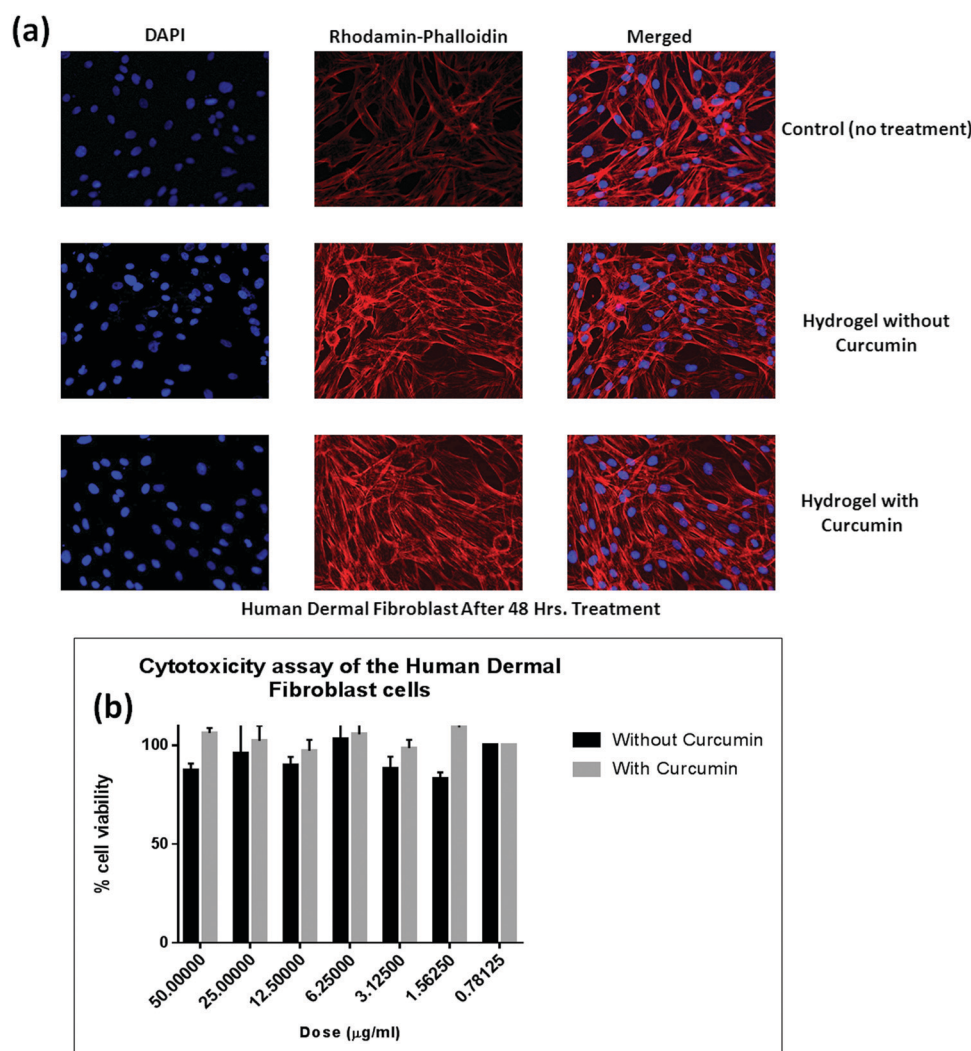 (a)
DAPI
Rhodamin-Phalloidin
Merged
Control (no treatment)
Hydrogel without
Curcumin
Hydrogel with
Curcumin
Human Dermal Fibroblast After 48 Hrs. Treatment
Cytotoxicity assay of the Human Dermal
Fibroblast cells
(b)
Without Curcumin
With Curcumin
% cell viability
100
50
0
50.00000
25.00000
12.50000
6.25000
3.12500
1.56250
0.78125
Dose (µg/ml)